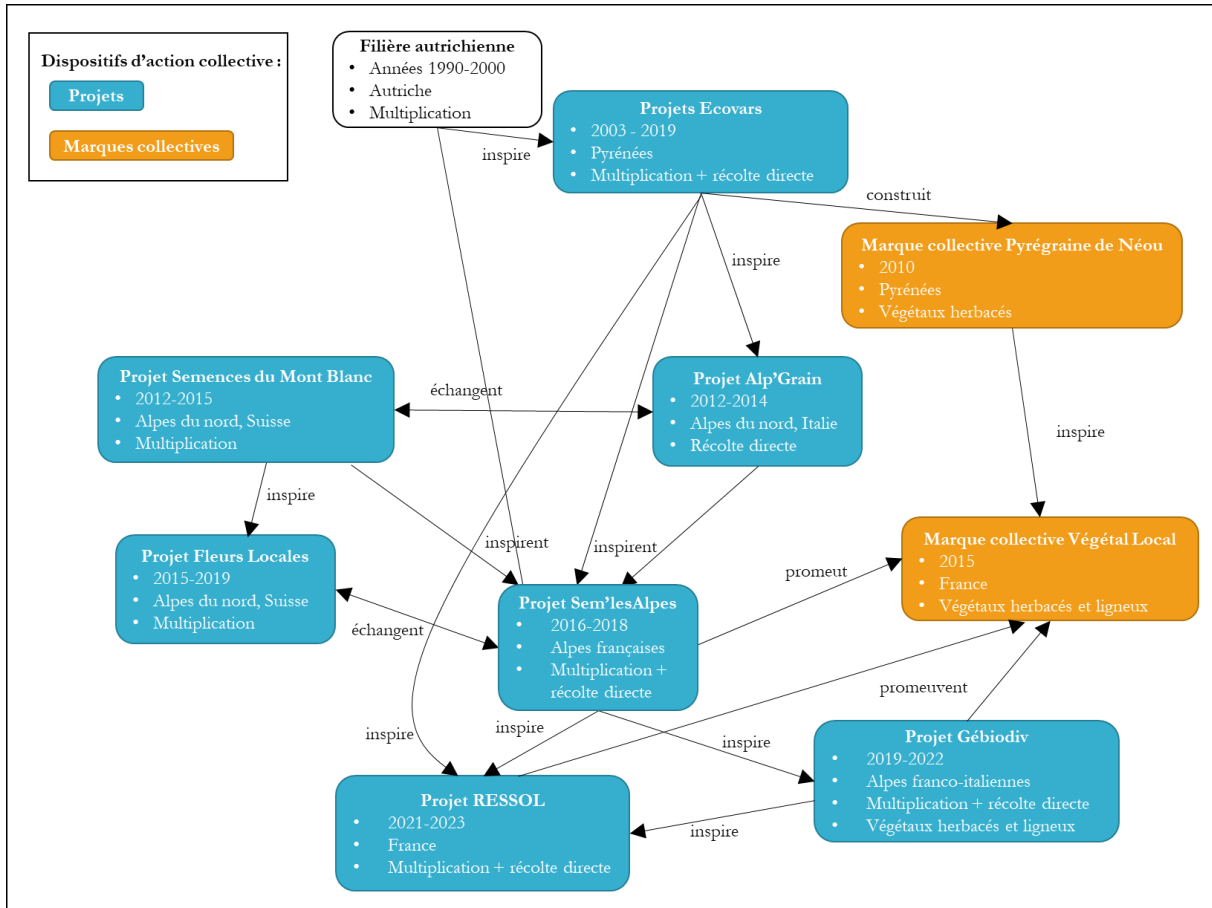 Dispositifs d'action collective :
Projets
Marques collectives
Filière autrichienne
• Années 1990-2000
• Autriche
• Multiplication
inspire
Projets Ecovars
• 2003 - 2019
• Pyrénées
• Multiplication + récolte directe
construit
inspire
Marque collective Pyrégraine de Néou
• 2010
• Pyrénées
• Végétaux herbacés
Projet Semences du Mont Blanc
• 2012-2015
• Alpes du nord, Suisse
• Multiplication
échangent
Projet Alp'Grain
• 2012-2014
• Alpes du nord, Italie
• Récolte directe
inspire
inspire
Projet Fleurs Locales
• 2015-2019
• Alpes du nord, Suisse
• Multiplication
inspirent
inspirent
échangent
Projet Sem'lesAlpes
• 2016-2018
• Alpes françaises
• Multiplication +
récolte directe
promeut
Marque collective Végétal Local
• 2015
• France
• Végétaux herbacés et ligneux
promeuvent
inspire
inspire
inspire
Projet Gébiodiv
• 2019-2022
• Alpes franco-italiennes
• Multiplication + récolte directe
• Végétaux herbacés et ligneux
inspire
Projet RESSOL
• 2021-2023
• France
• Multiplication + récolte directe